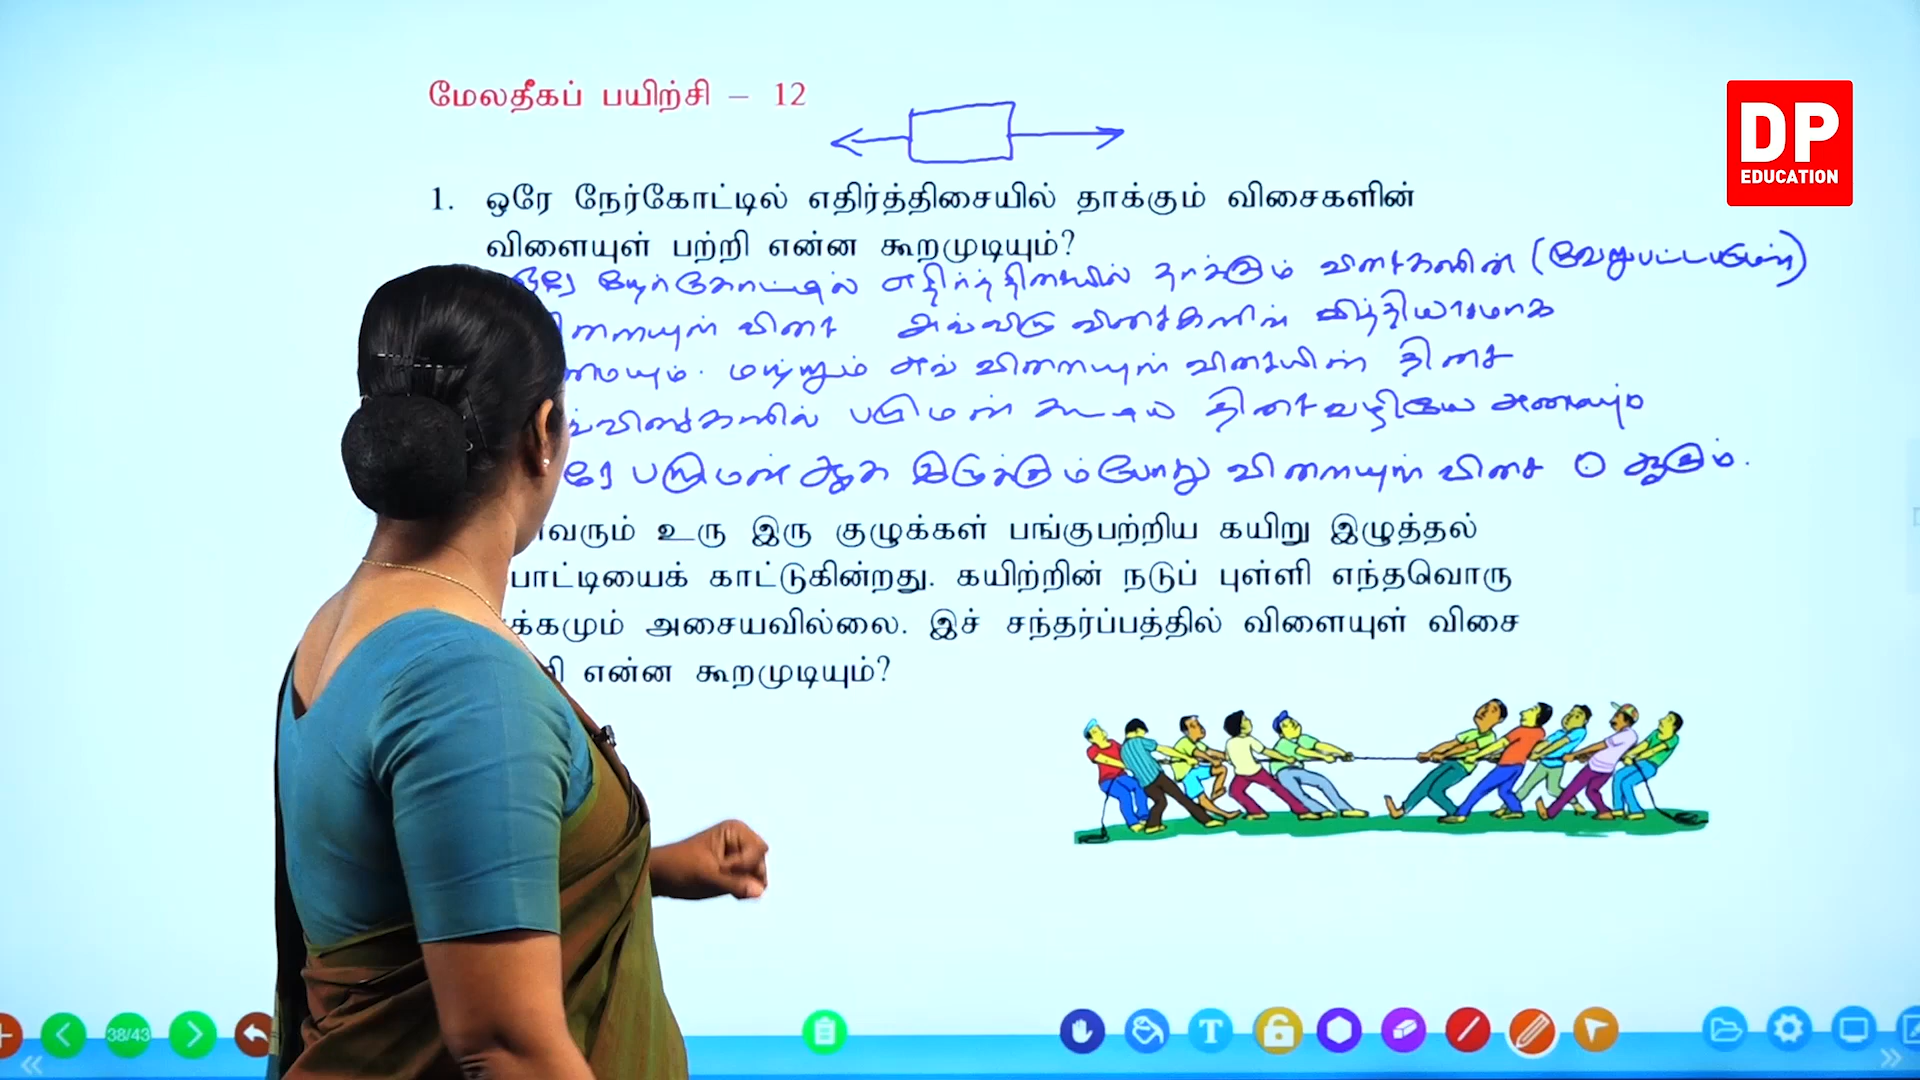 மேலதீகப் பயிற்சி – 12
DP
EDUCATION
1. ஒரே நேர்கோட்டில் எதிர்த்திசையில் தாக்கும் விசைகளின்
விளையுள் பற்றி என்ன கூறமுடியும்?
ஒரே நேர்கோட்டில் எதிர்த்திசையில் தாக்கும் விசைகளின் (வேறுபட்டபருமன்)
விளையுள் விசை அவ்விரு விசைகளின் வித்தியாசமாக
மையும். மற்றும் அவ் விளையுள் விசையின் திசை
வ்விசைகளில் பருமன் கூடிய திசைவழியே அமையும்
ரே பருமன் ஆக இருக்கும்போது விளையுள் விசை 0 ஆகும்.
வரும் உரு இரு குழுக்கள் பங்குபற்றிய கயிறு இழுத்தல்
போட்டியைக் காட்டுகின்றது. கயிற்றின் நடுப் புள்ளி எந்தவொரு
க்கமும் அசையவில்லை. இச் சந்தர்ப்பத்தில் விளையுள் விசை
என்ன கூறமுடியும்?
38/43